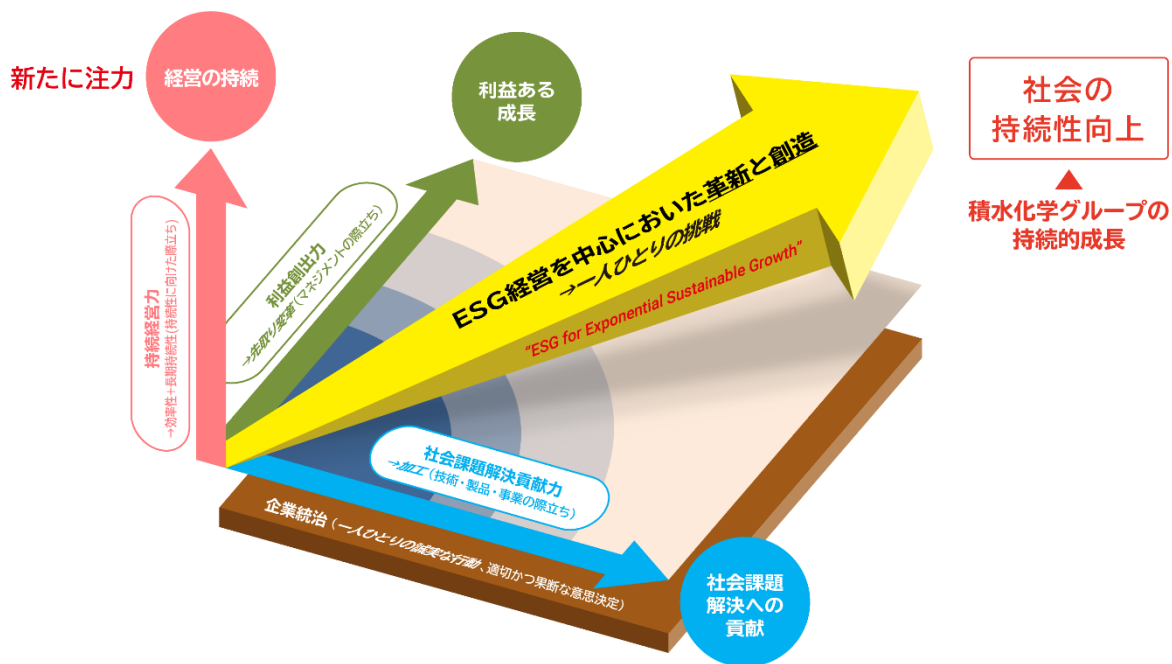 新たに注力
経営の持続
利益ある
成長
社会の
持続性向上
積水化学グループの
持続的成長
ESG経営を中心においた革新と創造
→一人ひとりの挑戦
"ESG for Exponential Sustainable Growth"
持続経営力
→効率性+長期持続性(持続性に向けた際立ち)
利益創出力
→先取り変革(マネジメントの際立ち)
社会課題解決貢献力
→加工(技術・製品・事業の際立ち)
企業統治(一人ひとりの誠実な行動、適切かつ果断な意思決定)
社会課題
解決への
貢献